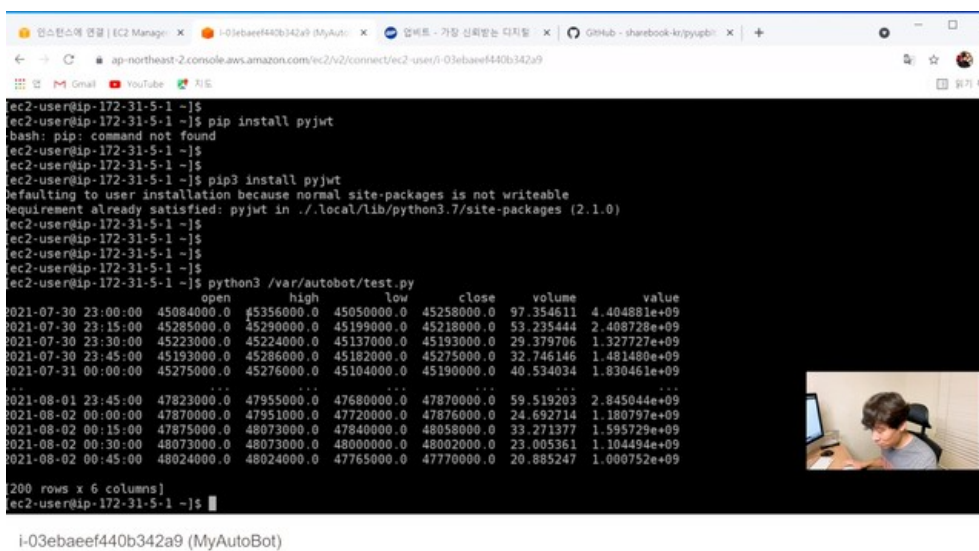 인스턴스에 연결 | EC2 Manage
i-03ebaeef440b342a9 (MyAuto
업비트 - 가장 신뢰받는 디지털
GitHub - sharebook-kr/pyupbit
ap-northeast-2.console.aws.amazon.com/ec2/v2/connect/ec2-user/i-03ebaeef440b342a9
앱 Gmail YouTube 지도
읽기
[ec2-user@ip-172-31-5-1 ~]$
[ec2-user@ip-172-31-5-1 ~]$ pip install pyjwt
-bash: pip: command not found
[ec2-user@ip-172-31-5-1 ~]$
[ec2-user@ip-172-31-5-1 ~]$
[ec2-user@ip-172-31-5-1 ~]$ pip3 install pyjwt
Defaulting to user installation because normal site-packages is not writeable
Requirement already satisfied: pyjwt in ./.local/lib/python3.7/site-packages (2.1.0)
[ec2-user@ip-172-31-5-1 ~]$
[ec2-user@ip-172-31-5-1 ~]$
[ec2-user@ip-172-31-5-1 ~]$
[ec2-user@ip-172-31-5-1 ~]$
[ec2-user@ip-172-31-5-1 ~]$ python3 /var/autobot/test.py
open high low close volume value
2021-07-30 23:00:00 45084000.0 45356000.0 45050000.0 45258000.0 97.354611 4.404881e+09
2021-07-30 23:15:00 45285000.0 45290000.0 45199000.0 45218000.0 53.235444 2.408728e+09
2021-07-30 23:30:00 45223000.0 45224000.0 45137000.0 45193000.0 29.379706 1.327727e+09
2021-07-30 23:45:00 45193000.0 45286000.0 45182000.0 45275000.0 32.746146 1.481480e+09
2021-07-31 00:00:00 45275000.0 45276000.0 45104000.0 45190000.0 40.534034 1.830461e+09
... ... ... ... ... ... ...
2021-08-01 23:45:00 47823000.0 47955000.0 47680000.0 47870000.0 59.519203 2.845044e+09
2021-08-02 00:00:00 47870000.0 47951000.0 47720000.0 47876000.0 24.692714 1.180797e+09
2021-08-02 00:15:00 47875000.0 48073000.0 47840000.0 48058000.0 33.271377 1.595729e+09
2021-08-02 00:30:00 48073000.0 48073000.0 48000000.0 48002000.0 23.005361 1.104494e+09
2021-08-02 00:45:00 48024000.0 48024000.0 47765000.0 47770000.0 20.885247 1.000752e+09
[200 rows x 6 columns]
[ec2-user@ip-172-31-5-1 ~]$
i-03ebaeef440b342a9 (MyAutoBot)